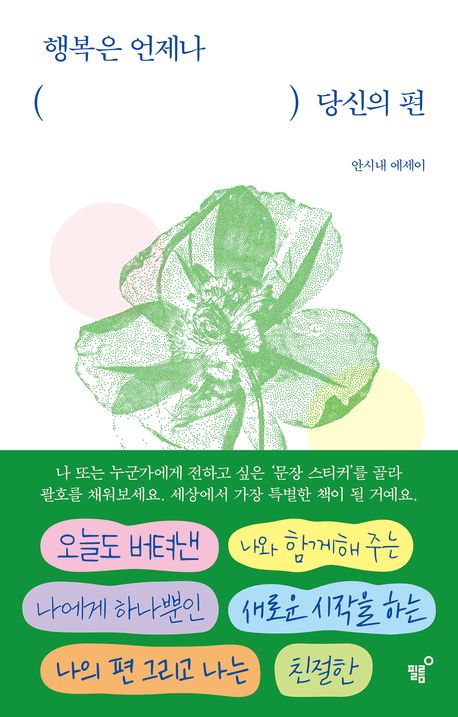 행복은 언제나
( ) 당신의 편
안시내 에세이
나 또는 누군가에게 전하고 싶은 ‘문장 스티커’를 골라
괄호를 채워보세요. 세상에서 가장 특별한 책이 될 거예요.
오늘도 버텨낸
나와 함께해 주는
나에게 하나뿐인
새로운 시작을 하는
나의 편 그리고 나는
친절한
필름